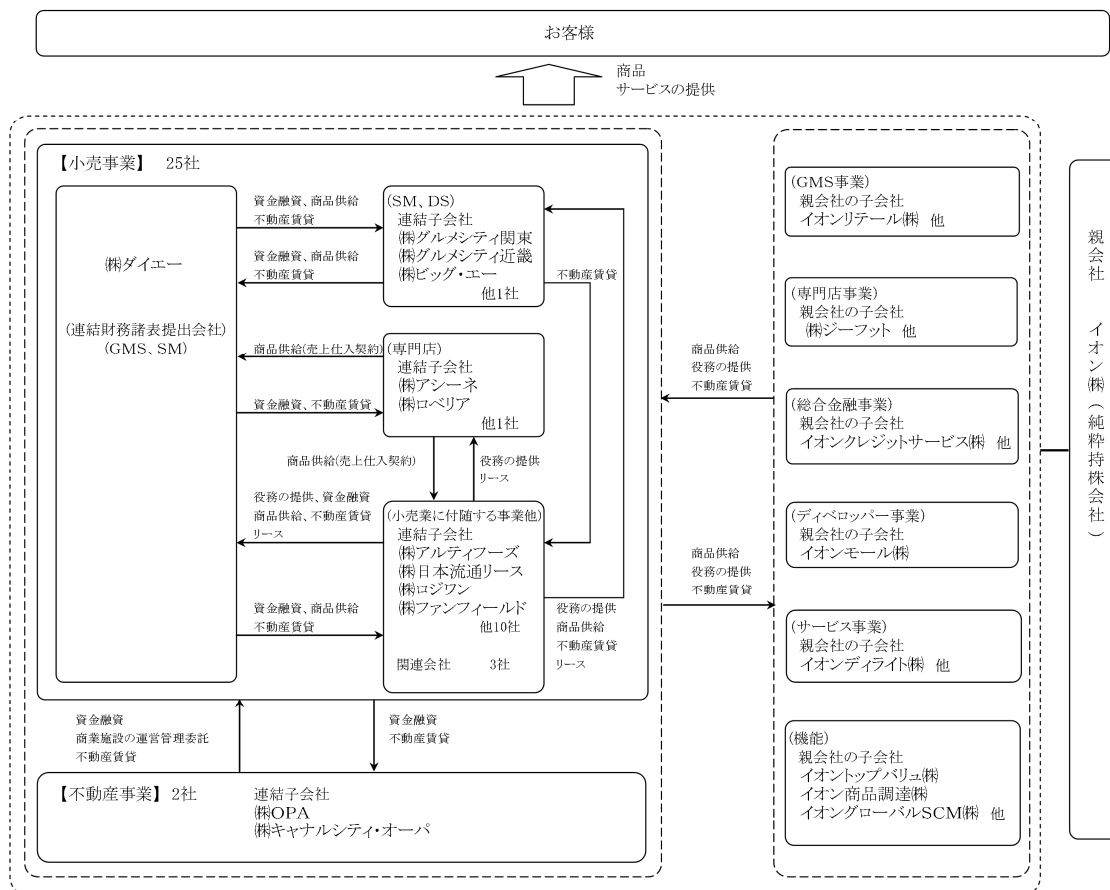 お客様
商品
サービスの提供
【小売事業】 25社
㈱ダイエー
(連結財務諸表提出会社)
(GMS、SM)
資金融資、商品供給
不動産賃貸
資金融資、商品供給
不動産賃貸
(SM、DS)
連結子会社
㈱グルメシティ関東
㈱グルメシティ近畿
㈱ビッグ・エー
他1社
不動産賃貸
商品供給(売上仕入契約)
資金融資、不動産賃貸
(専門店)
連結子会社
㈱アシーネ
㈱ロベリア
他1社
商品供給(売上仕入契約)
役務の提供
リース
役務の提供、資金融資
商品供給、不動産賃貸
リース
資金融資、商品供給
不動産賃貸
(小売業に付随する事業他)
連結子会社
㈱アルティフーズ
㈱日本流通リース
㈱ロジワン
㈱ファンフィールド
他10社
関連会社 3社
役務の提供
商品供給
不動産賃貸
リース
資金融資
商業施設の運営管理委託
不動産賃貸
資金融資
不動産賃貸
【不動産事業】 2社
連結子会社
㈱OPA
㈱キャナルシティ・オーパ
商品供給
役務の提供
不動産賃貸
商品供給
役務の提供
不動産賃貸
(GMS事業)
親会社の子会社
イオンリテール㈱ 他
(専門店事業)
親会社の子会社
㈱ジーフット 他
(総合金融事業)
親会社の子会社
イオンクレジットサービス㈱ 他
(ディベロッパー事業)
親会社の子会社
イオンモール㈱
(サービス事業)
親会社の子会社
イオンディライト㈱ 他
(機能)
親会社の子会社
イオントップバリュ㈱
イオン商品調達㈱
イオングローバルSCM㈱ 他
親会社 イオン㈱(純粋持株会社)